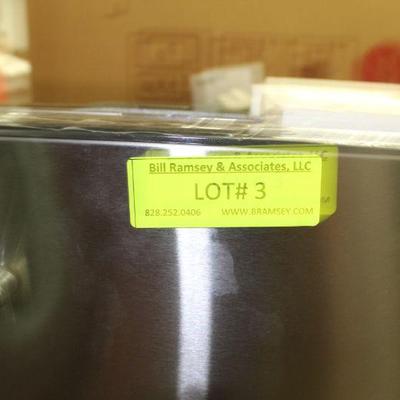 Bill Ramsey & Associates, LLC
LOT# 3
828.252.0406 WWW.BRAMSEY.COM